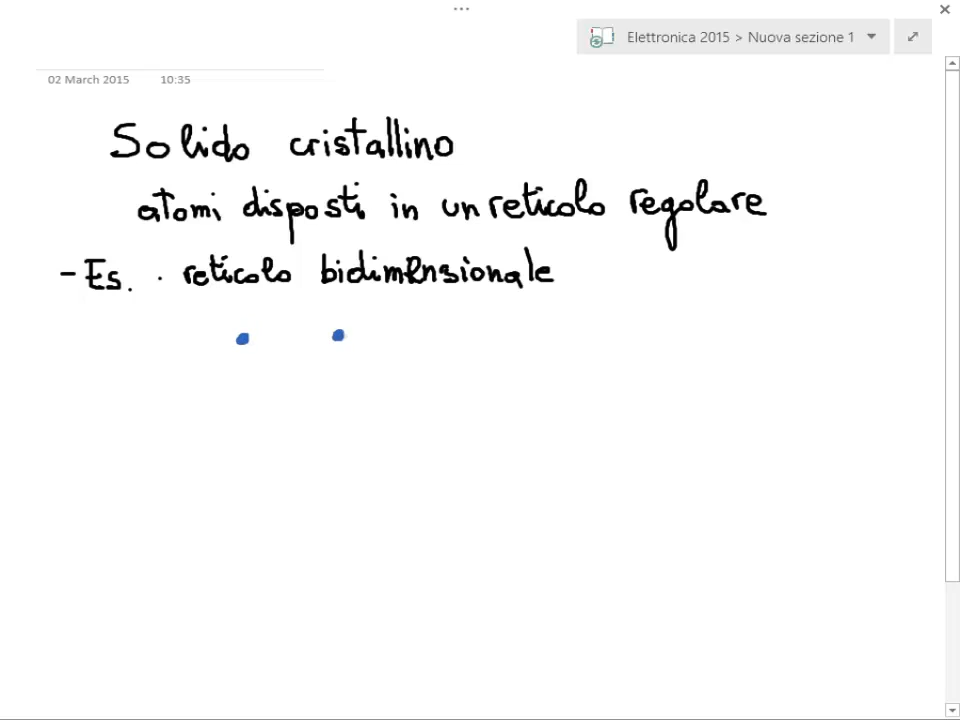 Elettronica 2015 > Nuova sezione 1
02 March 2015 10:35
Solido cristallino
atomi disposti in un reticolo regolare
- Es. . reticolo bidimensionale